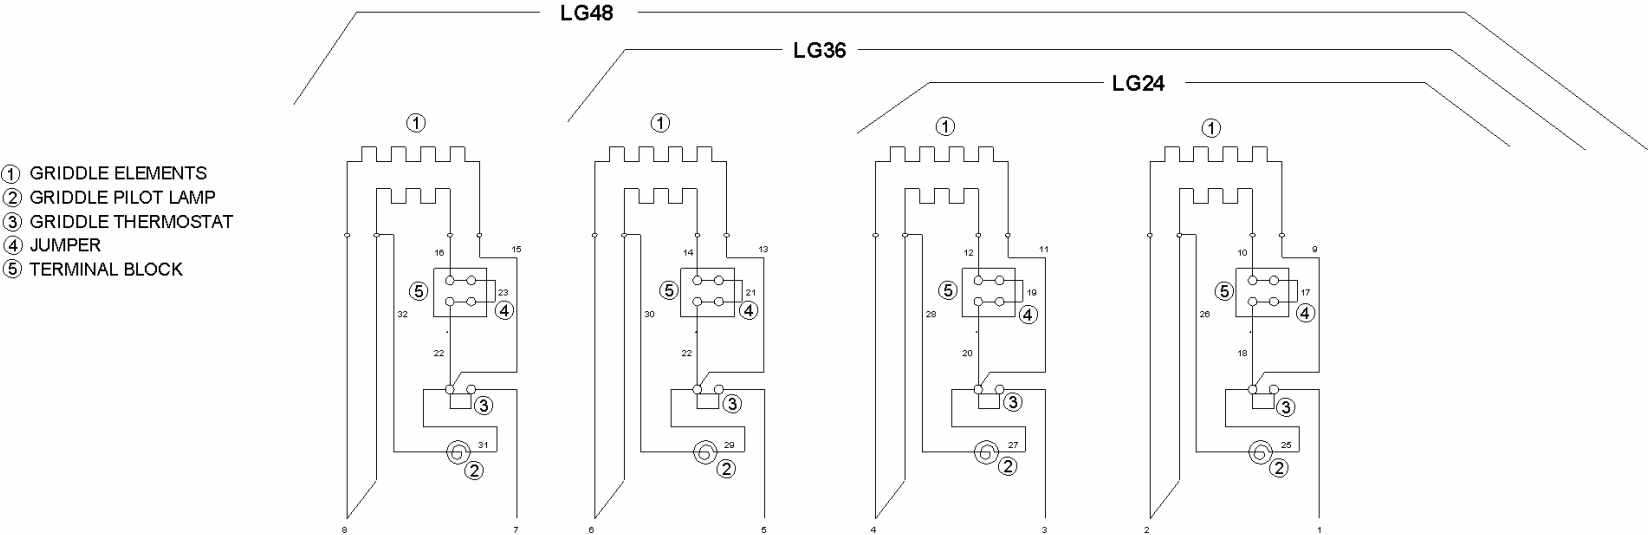 LG48
LG36
LG24
1 1 1 1
1 GRIDDLE ELEMENTS
2 GRIDDLE PILOT LAMP
3 GRIDDLE THERMOSTAT
4 JUMPER
5 TERMINAL BLOCK
16 15 14 13 12 11 10 9
5 23 5 21 5 19 5 17
4 4 4 4
32 30 28 26
22 22 20 18
3 3 3 3
31 29 27 25
2 2 2 2
8 7 6 5 4 3 2 1